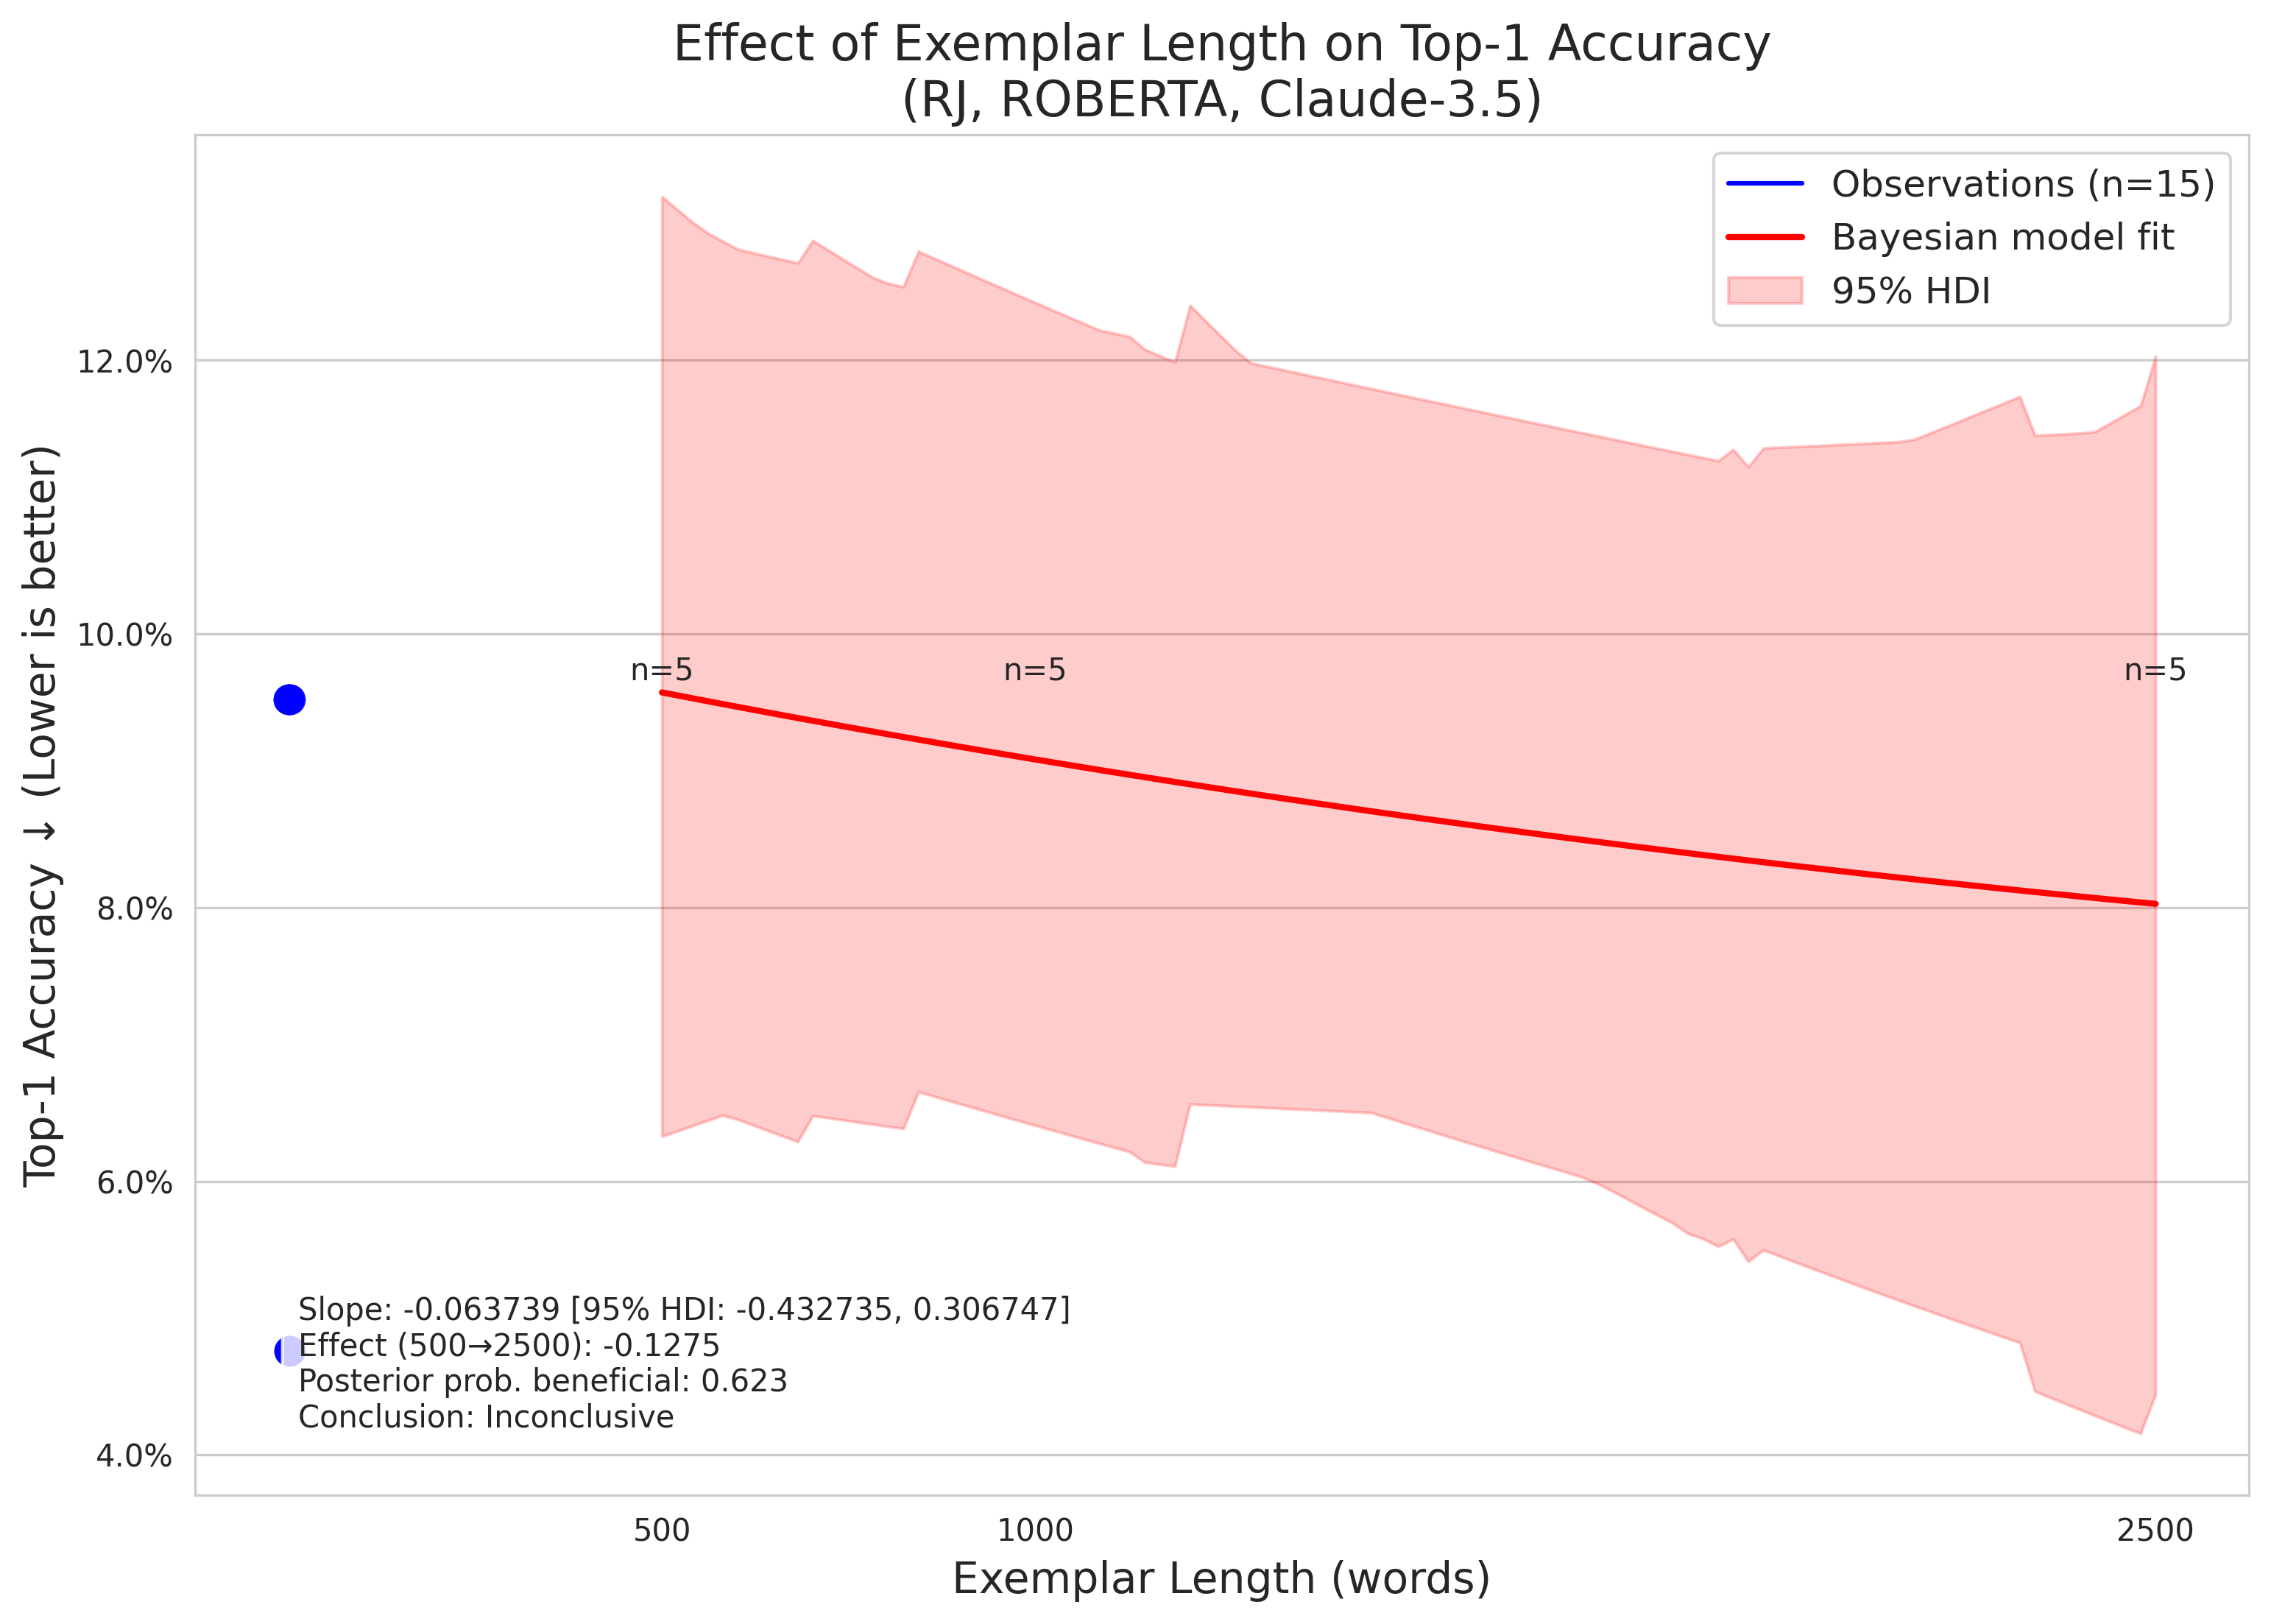 Effect of Exemplar Length on Top-1 Accuracy
(RJ, ROBERTA, Claude-3.5)
Observations (n=15)
Bayesian model fit
95% HDI
Top-1 Accuracy ↓ (Lower is better)
12.0%
10.0%
8.0%
6.0%
4.0%
n=5
n=5
n=5
Slope: -0.063739 [95% HDI: -0.432735, 0.306747]
Effect (500→2500): -0.1275
Posterior prob. beneficial: 0.623
Conclusion: Inconclusive
500
1000
2500
Exemplar Length (words)